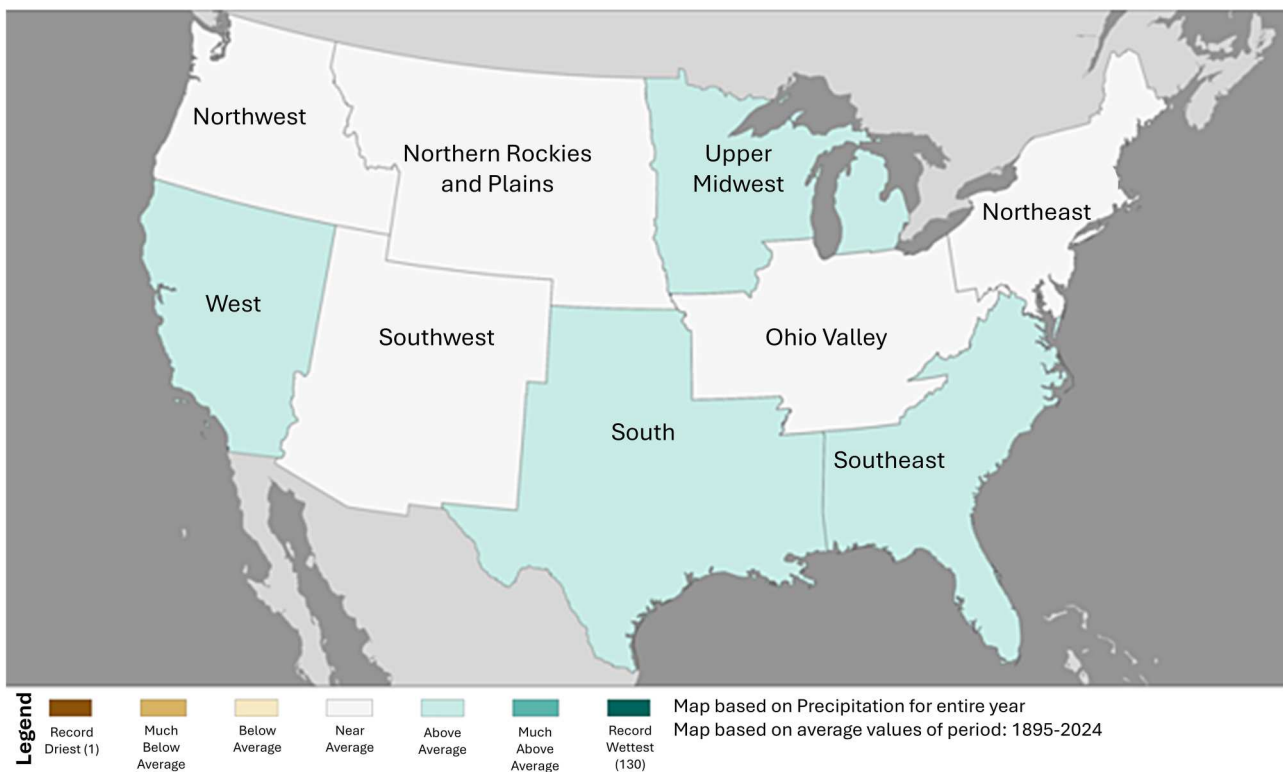 Northwest
Northern Rockies
and Plains
Upper
Midwest
Northeast
West
Southwest
Ohio Valley
South
Southeast
Legend
Record
Driest (1)
Much
Below
Average
Below
Average
Near
Average
Above
Average
Much
Above
Average
Record
Wettest
(130)
Map based on Precipitation for entire year
Map based on average values of period: 1895-2024